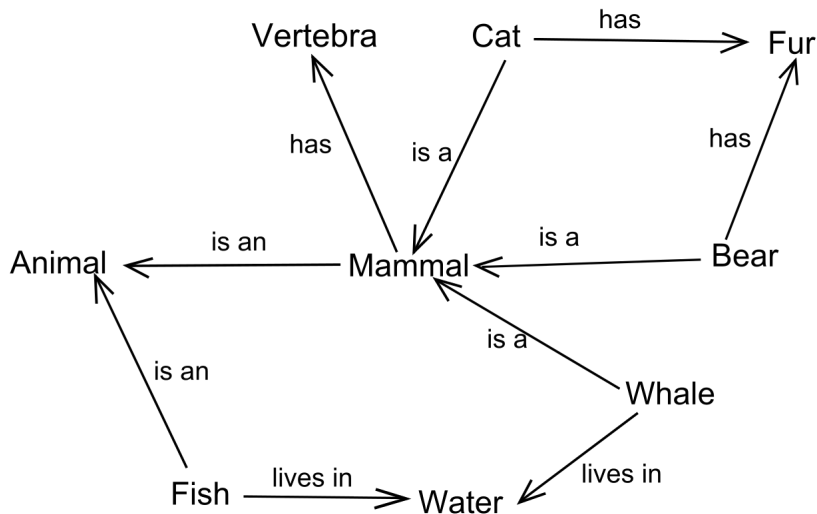 Vertebra
Cat
has
Fur
has
is a
has
Animal
is an
Mammal
is a
Bear
is a
is an
Whale
Fish
lives in
Water
lives in